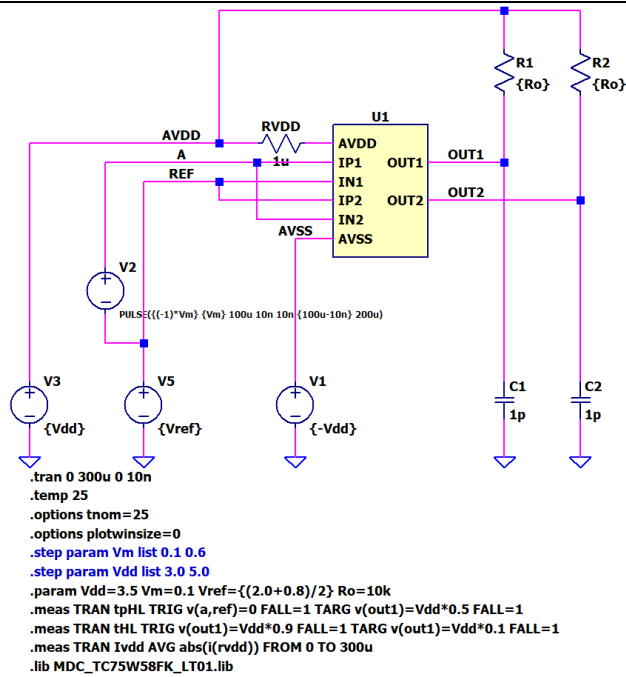 R1
{Ro}
R2
{Ro}
U1
RVDD
1u
AVDD
A
REF
AVSS
AVDD
IP1
IN1
IP2
IN2
AVSS
OUT1
OUT2
OUT1
OUT2
V2
PULSE({(-1)*Vm} {Vm} 100u 10n 10n {100u-10n} 200u)
V3
{Vdd}
V5
{Vref}
V1
{-Vdd}
C1
1p
C2
1p
.tran 0 300u 0 10n
.temp 25
.options tnom=25
.options plotwinsize=0
.step param Vm list 0.1 0.6
.step param Vdd list 3.0 5.0
.param Vdd=3.5 Vm=0.1 Vref={(2.0+0.8)/2} Ro=10k
.meas TRAN tpHL TRIG v(a,ref)=0 FALL=1 TARG v(out1)=Vdd*0.5 FALL=1
.meas TRAN tHL TRIG v(out1)=Vdd*0.9 FALL=1 TARG v(out1)=Vdd*0.1 FALL=1
.meas TRAN Ivdd AVG abs(i(rvdd)) FROM 0 TO 300u
.lib MDC_TC75W58FK_LT01.lib